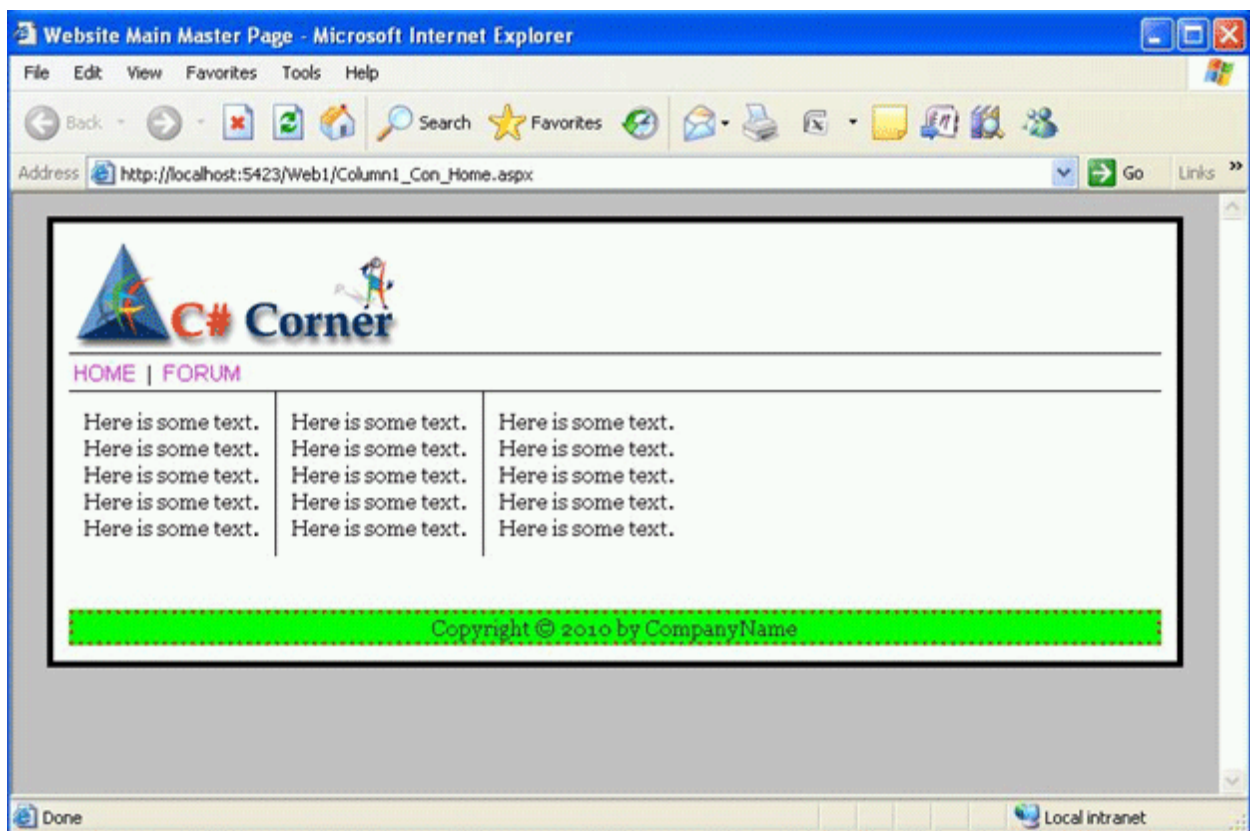 Website Main Master Page - Microsoft Internet Explorer
File Edit View Favorites Tools Help
Back Search Favorites
Address http://localhost:5423/Web1/Column1_Con_Home.aspx Go Links »
C# Corner
HOME | FORUM
Here is some text. Here is some text. Here is some text.
Here is some text. Here is some text. Here is some text.
Here is some text. Here is some text. Here is some text.
Here is some text. Here is some text. Here is some text.
Here is some text. Here is some text. Here is some text.
Copyright © 2010 by CompanyName
Done Local intranet